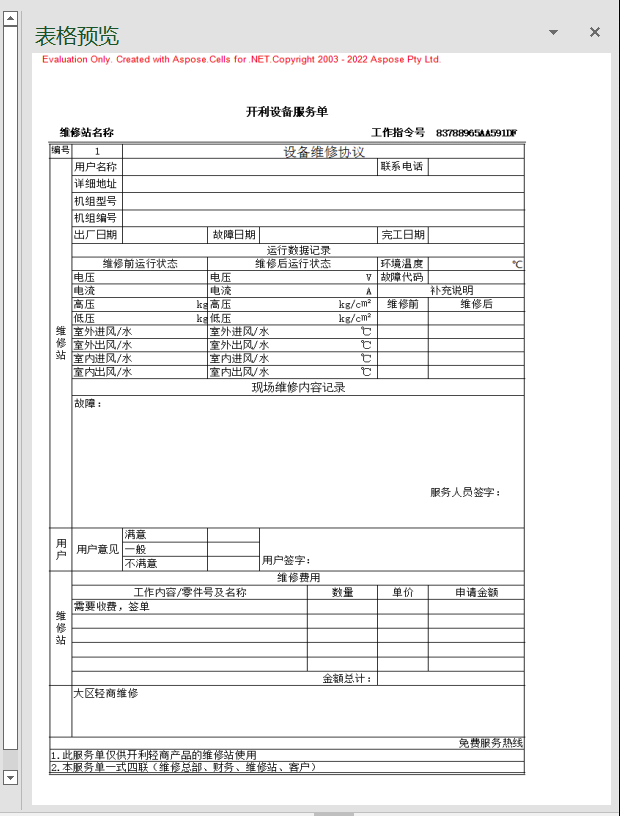 表格预览
Evaluation Only. Created with Aspose.Cells for .NET.Copyright 2003 - 2022 Aspose Pty Ltd.
开利设备服务单
维修站名称 工作指令号 83788965AA591DF
编号 1 设备维修协议
用户名称 联系电话
详细地址
机组型号
机组编号
出厂日期 故障日期 完工日期
运行数据记录
维修前运行状态 维修后运行状态 环境温度 ℃
电压 电压 V 故障代码
电流 电流 A 补充说明
高压 kg 高压 kg/cm² 维修前 维修后
低压 kg 低压 kg/cm²
室外进风/水 室外进风/水 ℃
室外出风/水 室外出风/水 ℃
室内进风/水 室内进风/水 ℃
室内出风/水 室内出风/水 ℃
维修站
现场维修内容记录
故障：
服务人员签字：
用户 用户意见 满意
一般
不满意 用户签字：
维修费用
工作内容/零件号及名称 数量 单价 申请金额
需要收费，签单
维修站
金额总计：
大区轻商维修
免费服务热线
1.此服务单仅供开利轻商产品的维修站使用
2.本服务单一式四联（维修总部、财务、维修站、客户）